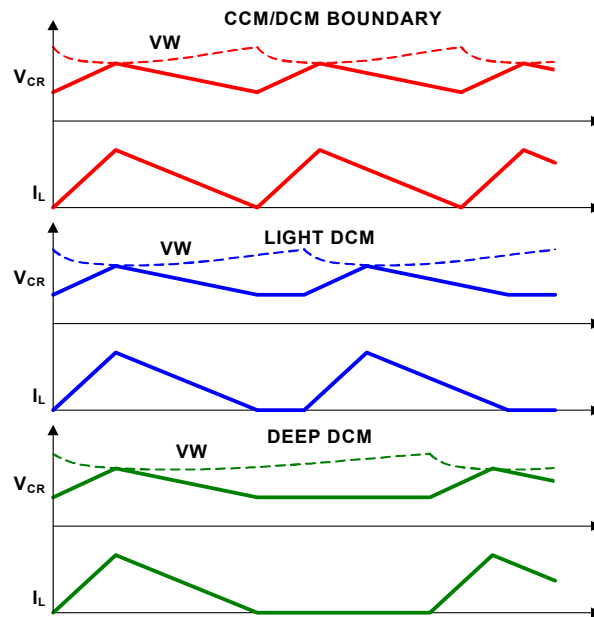 CCM/DCM BOUNDARY
VW
VCR
IL
LIGHT DCM
VW
VCR
IL
DEEP DCM
VW
VCR
IL